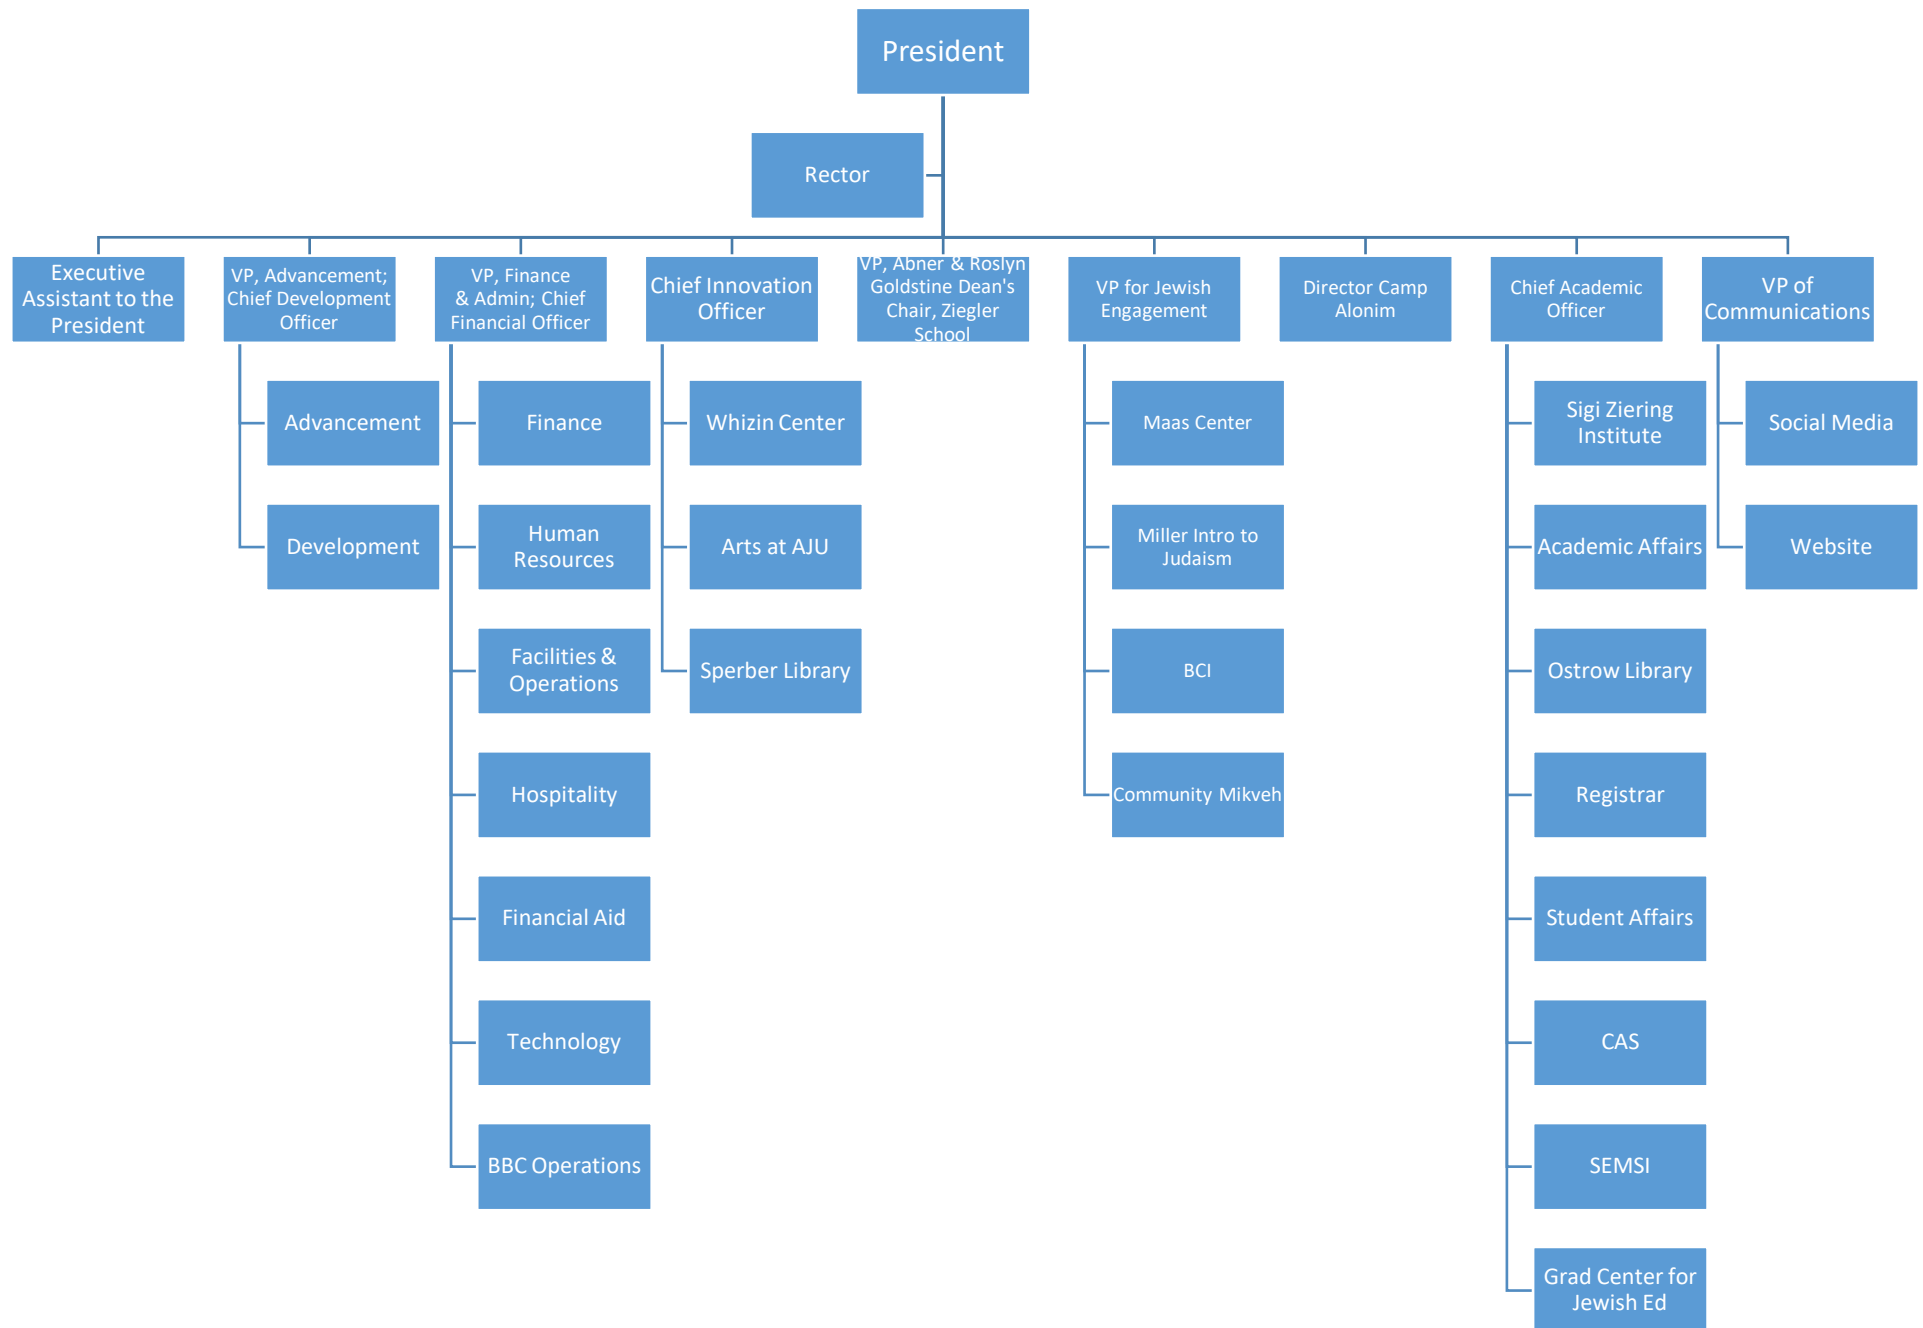 President
Rector
Executive
Assistant to the
President
VP, Advancement;
Chief Development
Officer
VP, Finance
& Admin; Chief
Financial Officer
Chief Innovation
Officer
VP, Abner & Roslyn
Goldstine Dean's
Chair, Ziegler
School
VP for Jewish
Engagement
Director Camp
Alonim
Chief Academic
Officer
VP of
Communications
Advancement
Development
Finance
Human
Resources
Facilities &
Operations
Hospitality
Financial Aid
Technology
BBC Operations
Whizin Center
Arts at AJU
Sperber Library
Maas Center
Miller Intro to
Judaism
BCI
Community Mikveh
Sigi Ziering
Institute
Academic Affairs
Ostrow Library
Registrar
Student Affairs
CAS
SEMSI
Grad Center for
Jewish Ed
Social Media
Website